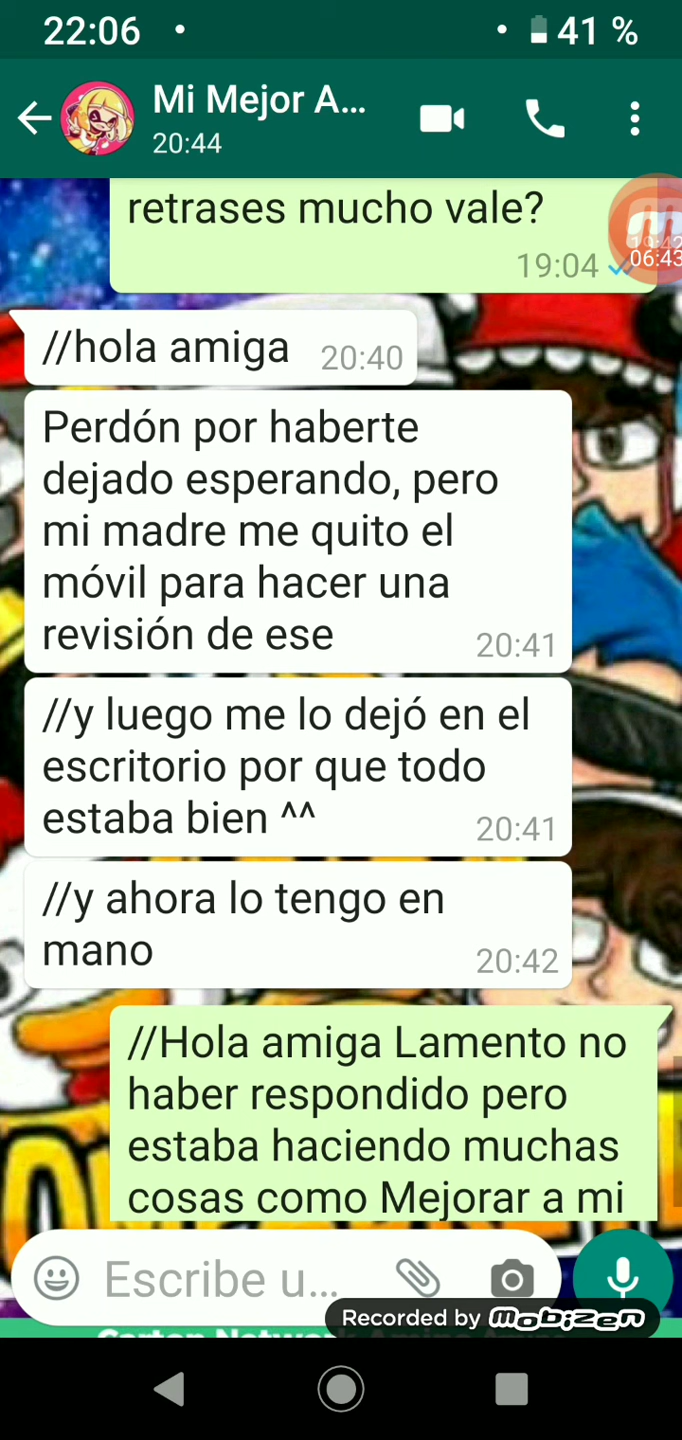 22:06
41 %
Mi Mejor A...
20:44
retrases mucho vale?
19:04
06:43
//hola amiga
20:40
Perdón por haberte
dejado esperando, pero
mi madre me quito el
móvil para hacer una
revisión de ese
20:41
//y luego me lo dejó en el
escritorio por que todo
estaba bien ^^
20:41
//y ahora lo tengo en
mano
20:42
//Hola amiga Lamento no
haber respondido pero
estaba haciendo muchas
cosas como Mejorar a mi
Escribe u...
Recorded by mobizen